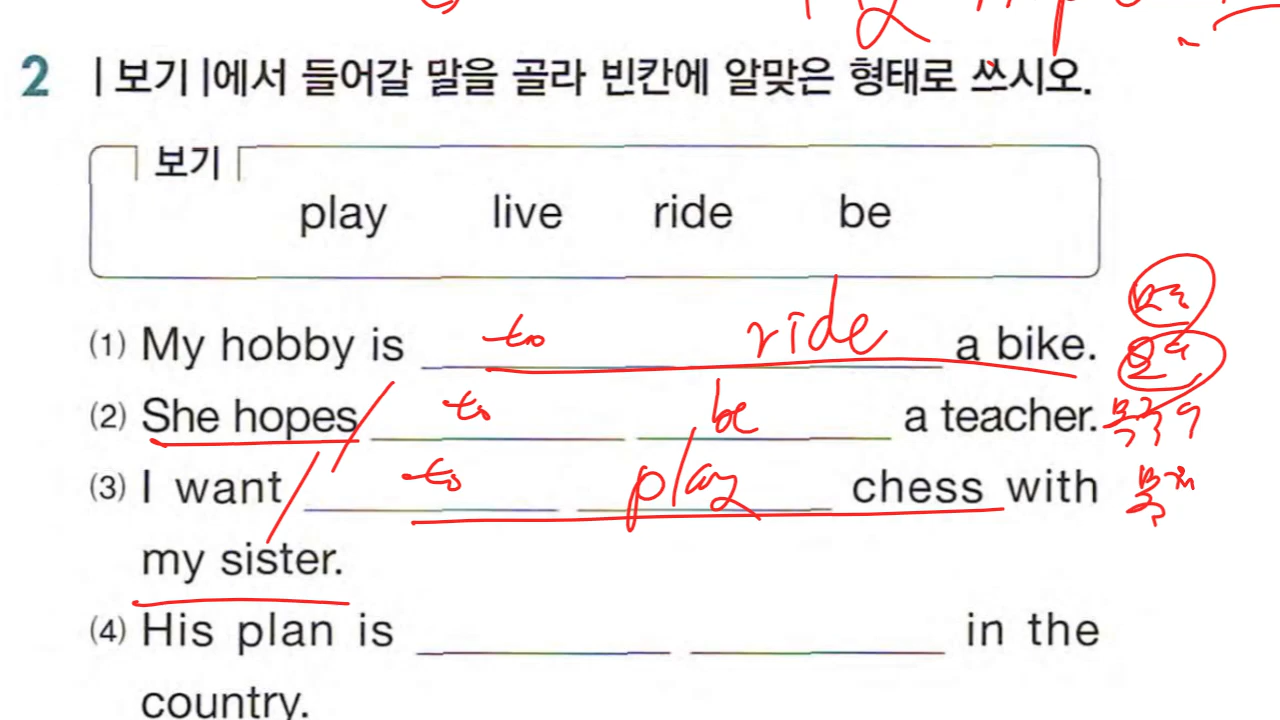 2 | 보기 |에서 들어갈 말을 골라 빈칸에 알맞은 형태로 쓰시오.
보기
play live ride be
(1) My hobby is to ride a bike.
(2) She hopes to be a teacher.
(3) I want to play chess with
my sister.
(4) His plan is in the
country.